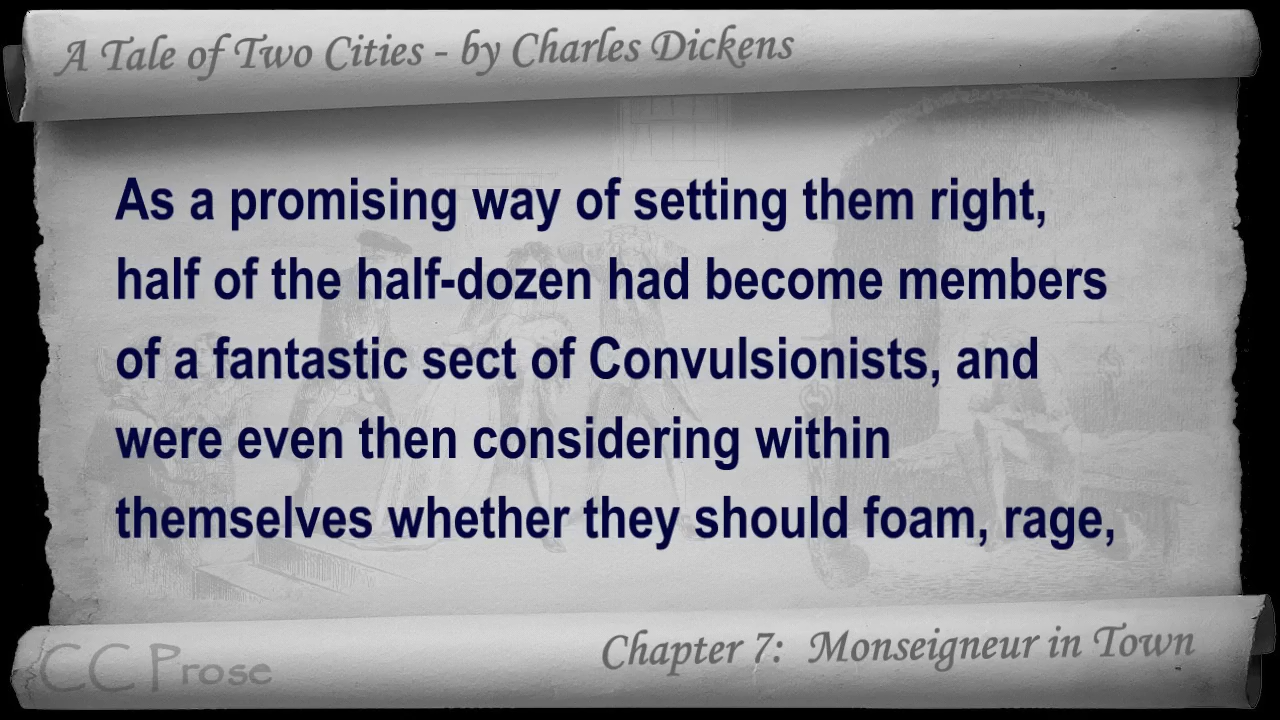 A Tale of Two Cities - by Charles Dickens
As a promising way of setting them right,
half of the half-dozen had become members
of a fantastic sect of Convulsionists, and
were even then considering within
themselves whether they should foam, rage,
CC Prose
Chapter 7: Monseigneur in Town